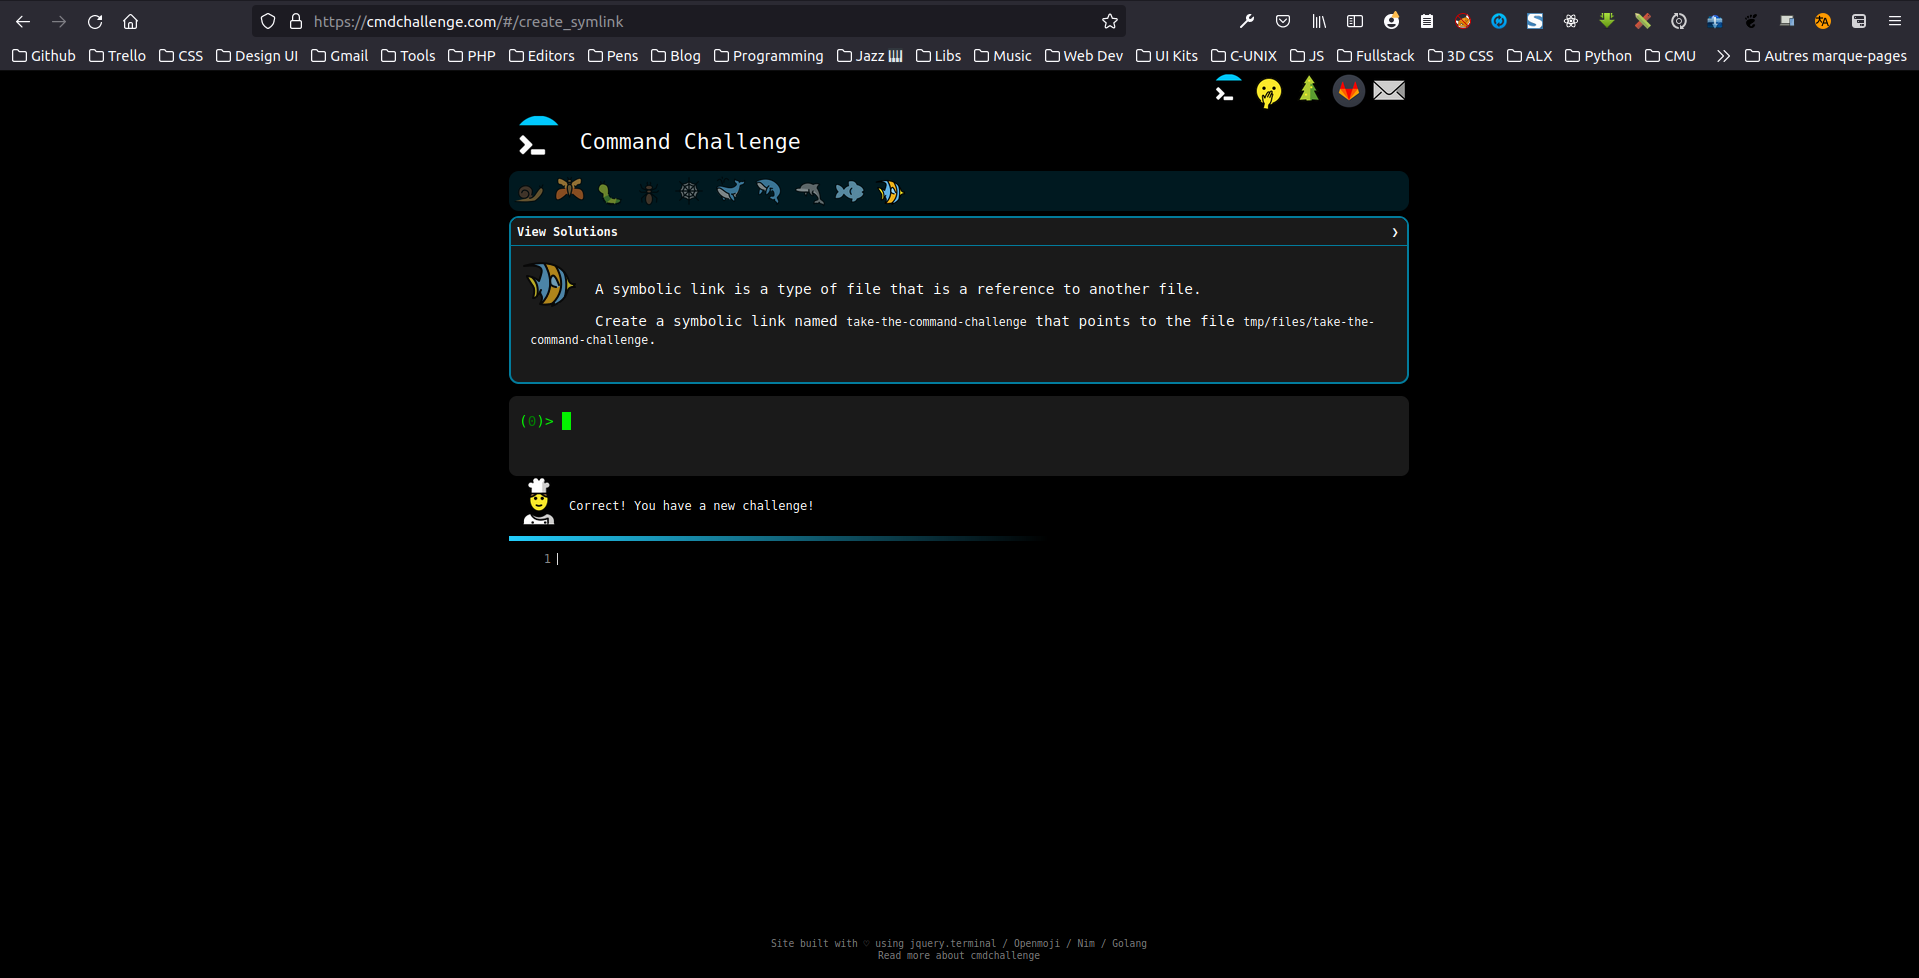 https://cmdchallenge.com/#/create_symlink
Github Trello CSS Design UI Gmail Tools PHP Editors Pens Blog Programming Jazz Libs Music Web Dev UI Kits C-UNIX JS Fullstack 3D CSS ALX Python CMU Autres marque-pages
Command Challenge
View Solutions ❯
A symbolic link is a type of file that is a reference to another file.
Create a symbolic link named take-the-command-challenge that points to the file tmp/files/take-the-
command-challenge.
(0)>
Correct! You have a new challenge!
1
Site built with ♡ using jquery.terminal / Openmoji / Nim / Golang
Read more about cmdchallenge